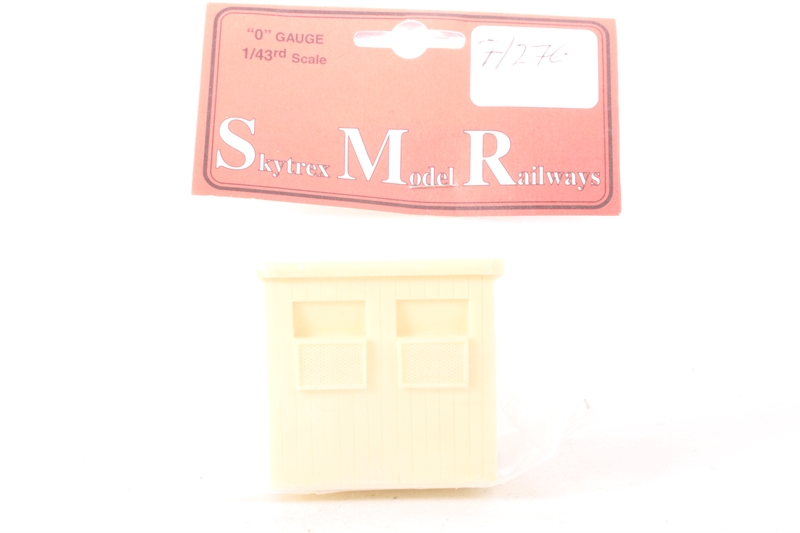 "O" GAUGE
1/43rd Scale
7/276
Skytrex Model Railways